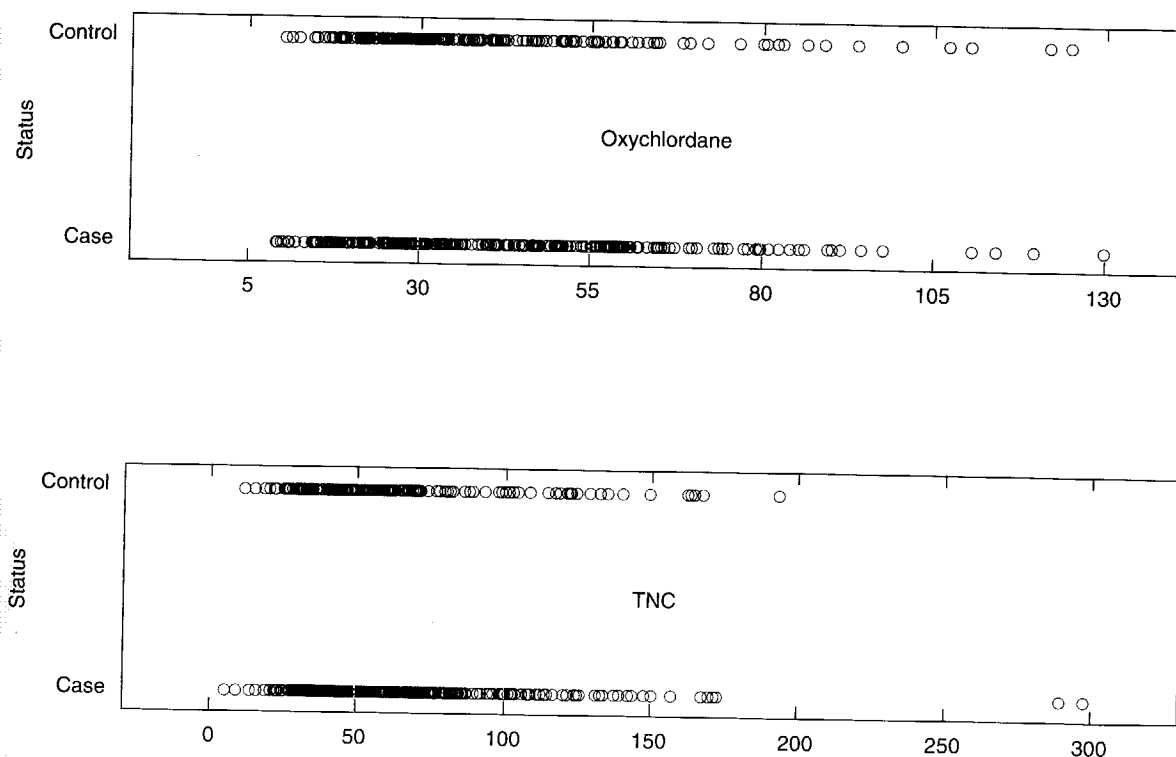 Control
Status
Oxychlordane
Case
5 30 55 80 105 130
Control
Status
TNC
Case
0 50 100 150 200 250 300